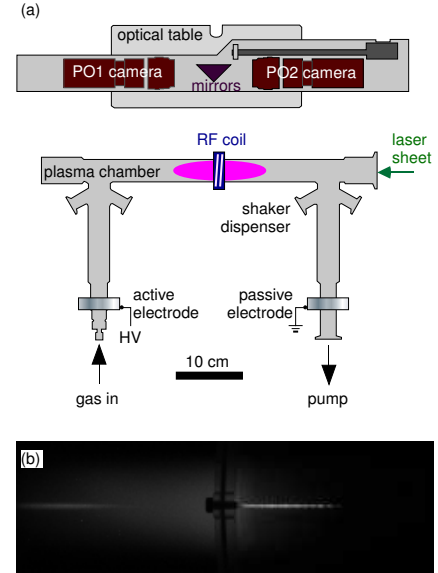 (a)
optical table
PO1 camera
PO2 camera
mirrors
RF coil
laser
sheet
plasma chamber
shaker
dispenser
active
electrode
passive
electrode
HV
10 cm
gas in
pump
(b)